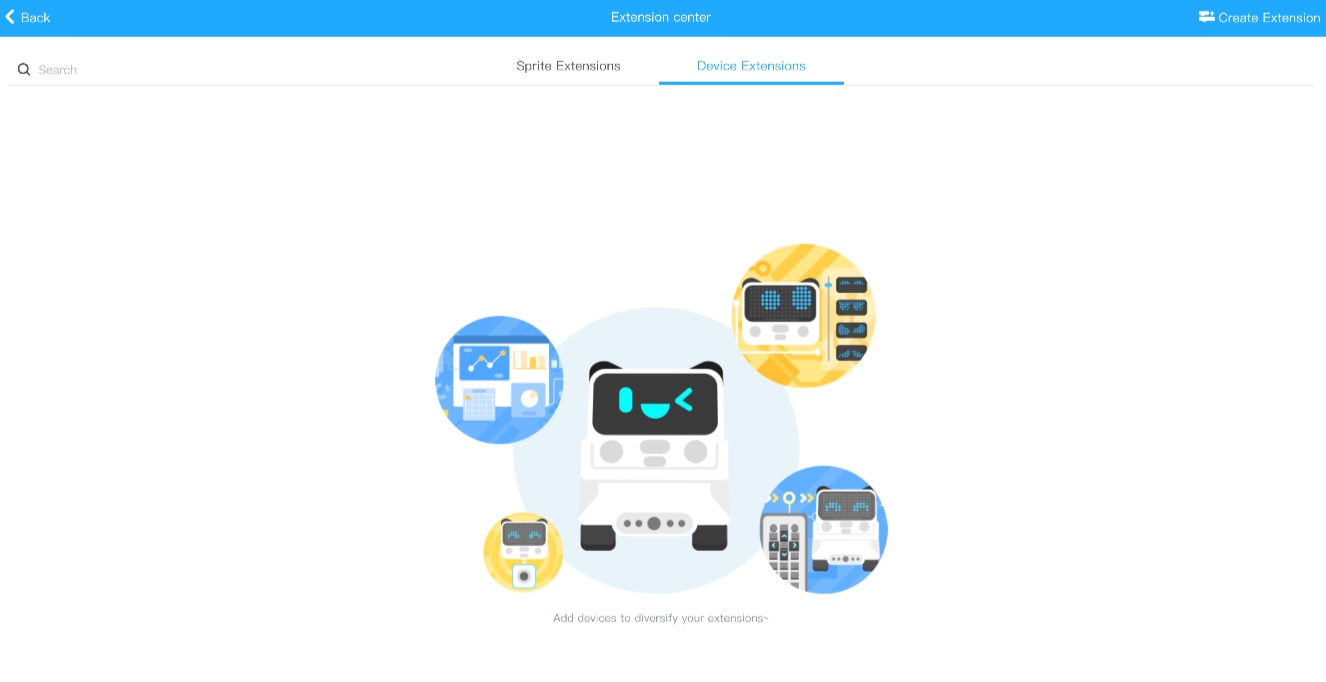 Back
Extension center
Create Extension
Search
Sprite Extensions
Device Extensions
Add devices to diversify your extensions~